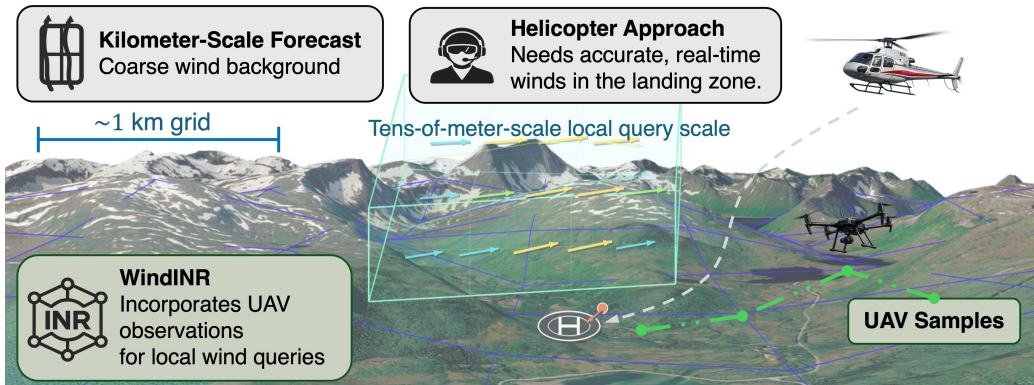 Kilometer-Scale Forecast
Coarse wind background
Helicopter Approach
Needs accurate, real-time
winds in the landing zone.
~1 km grid
Tens-of-meter-scale local query scale
WindINR
Incorporates UAV
observations
for local wind queries
INR
H
UAV Samples